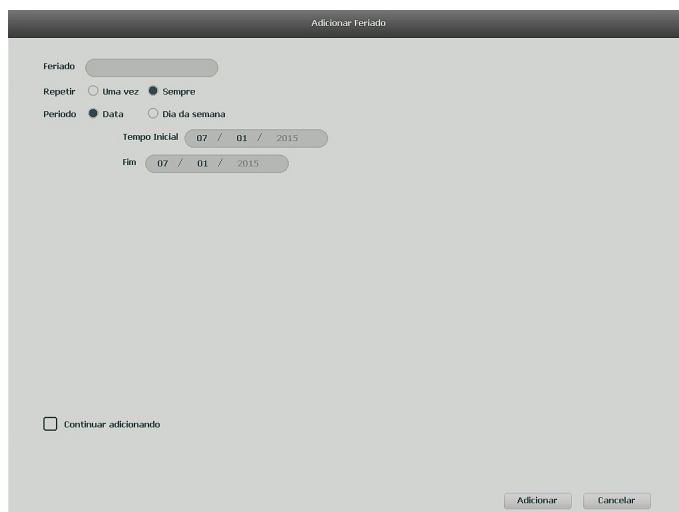 Adicionar Feriado
Feriado
Repetir Uma vez Sempre
Periodo Data Dia da semana
Tempo Inicial 07 / 01 / 2015
Fim 07 / 01 / 2015
Continuar adicionando
Adicionar Cancelar